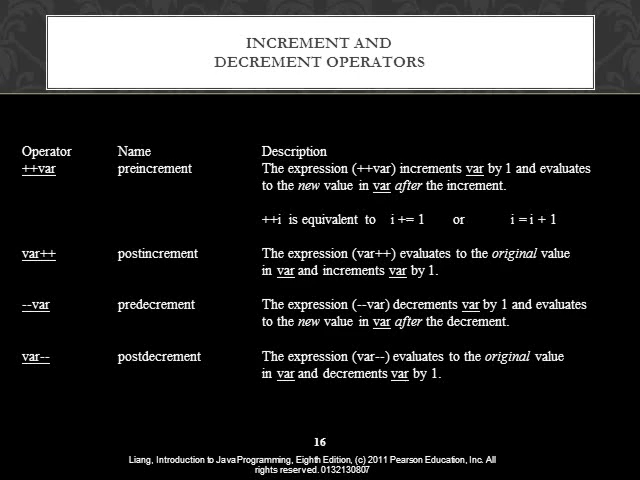 INCREMENT AND
DECREMENT OPERATORS
Operator Name Description
++var preincrement The expression (++var) increments var by 1 and evaluates
to the new value in var after the increment.
++i is equivalent to i += 1 or i = i + 1
var++ postincrement The expression (var++) evaluates to the original value
in var and increments var by 1.
--var predecrement The expression (--var) decrements var by 1 and evaluates
to the new value in var after the decrement.
var-- postdecrement The expression (var--) evaluates to the original value
in var and decrements var by 1.
16
Liang, Introduction to Java Programming, Eighth Edition, (c) 2011 Pearson Education, Inc. All
rights reserved. 0132130807